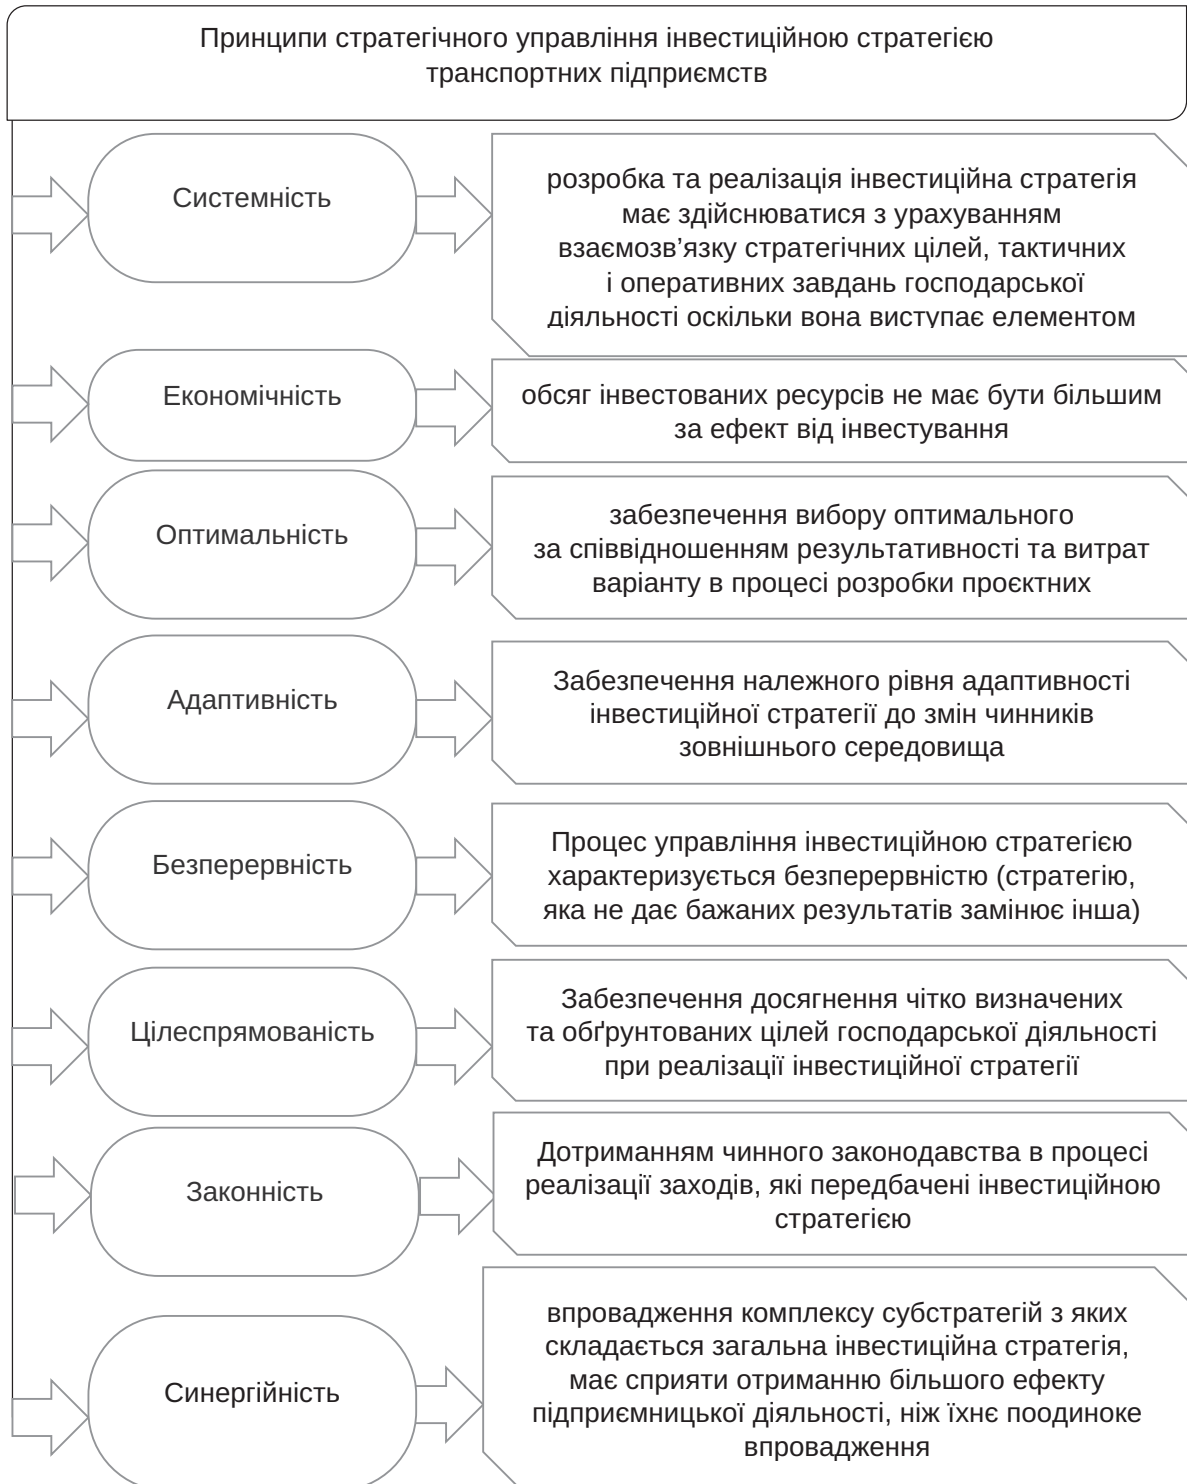 Принципи стратегічного управління інвестиційною стратегією
транспортних підприємств
Системність
розробка та реалізація інвестиційна стратегія
має здійснюватися з урахуванням
взаємозв’язку стратегічних цілей, тактичних
і оперативних завдань господарської
діяльності оскільки вона виступає елементом
Економічність
обсяг інвестованих ресурсів не має бути більшим
за ефект від інвестування
Оптимальність
забезпечення вибору оптимального
за співвідношенням результативності та витрат
варіанту в процесі розробки проєктних
Адаптивність
Забезпечення належного рівня адаптивності
інвестиційної стратегії до змін чинників
зовнішнього середовища
Безперервність
Процес управління інвестиційною стратегією
характеризується безперервністю (стратегію,
яка не дає бажаних результатів замінює інша)
Цілеспрямованість
Забезпечення досягнення чітко визначених
та обґрунтованих цілей господарської діяльності
при реалізації інвестиційної стратегії
Законність
Дотриманням чинного законодавства в процесі
реалізації заходів, які передбачені інвестиційною
стратегією
Синергійність
впровадження комплексу субстратегій з яких
складається загальна інвестиційна стратегія,
має сприяти отриманню більшого ефекту
підприємницької діяльності, ніж їхнє поодиноке
впровадження